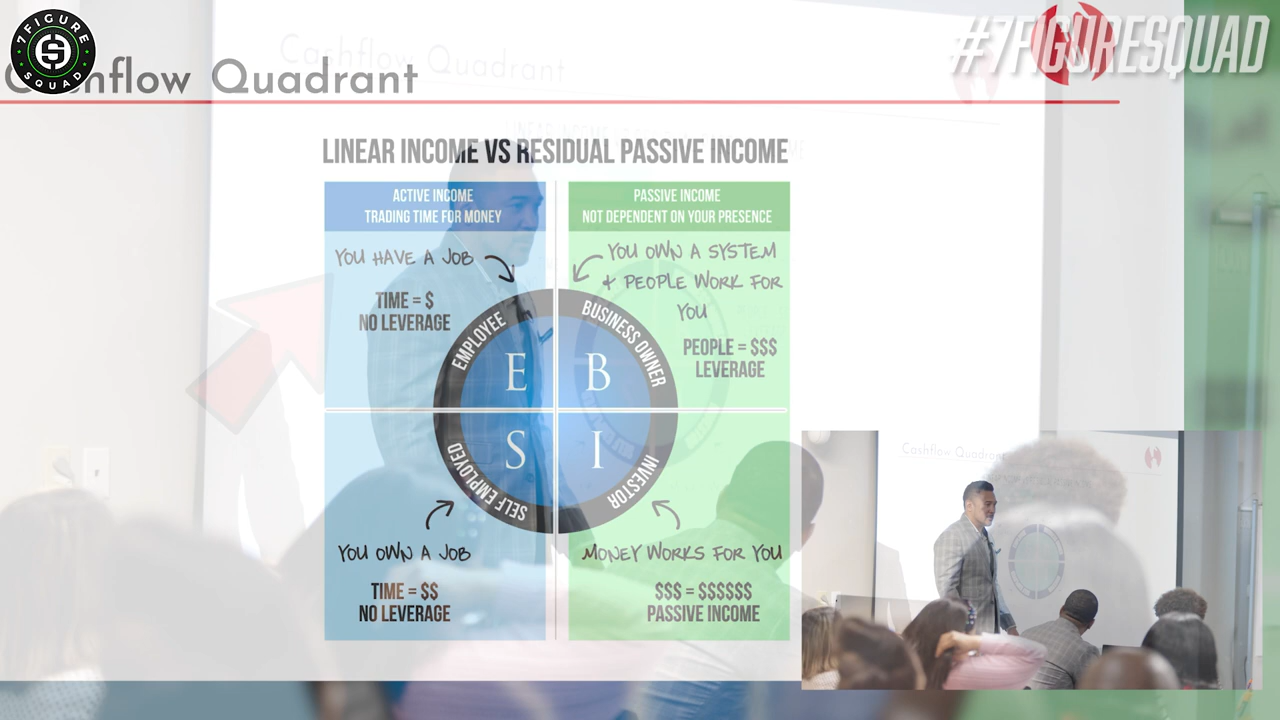 7FIGURE
SQUAD
#7FIGURESQUAD
Cashflow Quadrant
Cashflow Quadrant
LINEAR INCOME VS RESIDUAL PASSIVE INCOME
ACTIVE INCOME
TRADING TIME FOR MONEY
YOU HAVE A JOB
TIME = $
NO LEVERAGE
PASSIVE INCOME
NOT DEPENDENT ON YOUR PRESENCE
YOU OWN A SYSTEM
+ PEOPLE WORK FOR
YOU
PEOPLE = $$$
LEVERAGE
EMPLOYEE
BUSINESS OWNER
E
B
S
I
SELF EMPLOYED
INVESTOR
YOU OWN A JOB
TIME = $$
NO LEVERAGE
MONEY WORKS FOR YOU
$$$ = $$$$$$
PASSIVE INCOME
Cashflow Quadrant